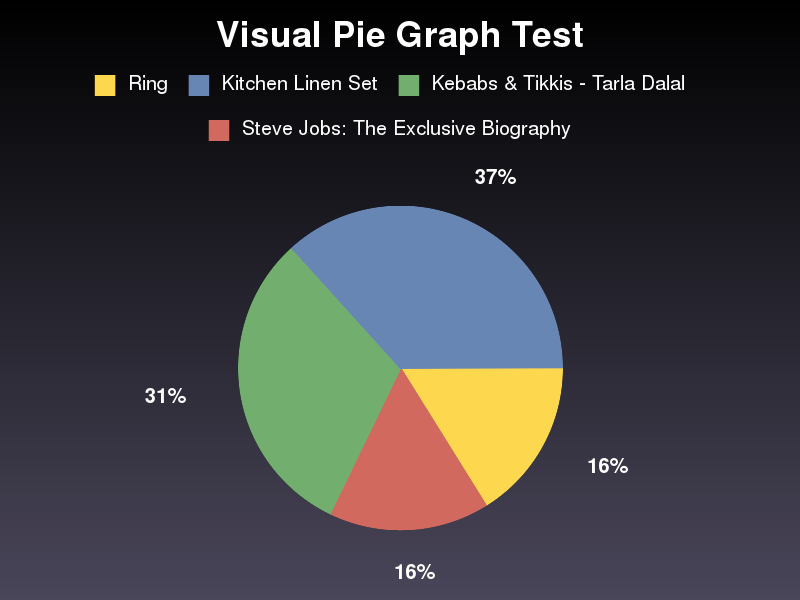 Visual Pie Graph Test
Ring Kitchen Linen Set Kebabs & Tikkis - Tarla Dalal
Steve Jobs: The Exclusive Biography
37%
31%
16%
16%